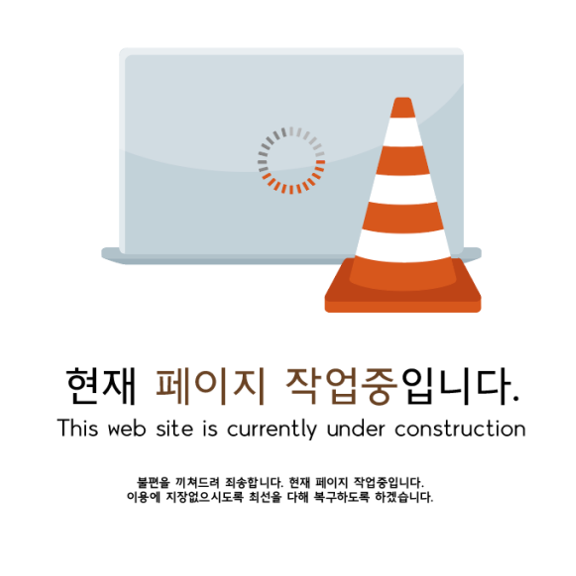 현재 페이지 작업중입니다.
This web site is currently under construction
불편을 끼쳐드려 죄송합니다. 현재 페이지 작업중입니다.
이용에 지장없으시도록 최선을 다해 복구하도록 하겠습니다.